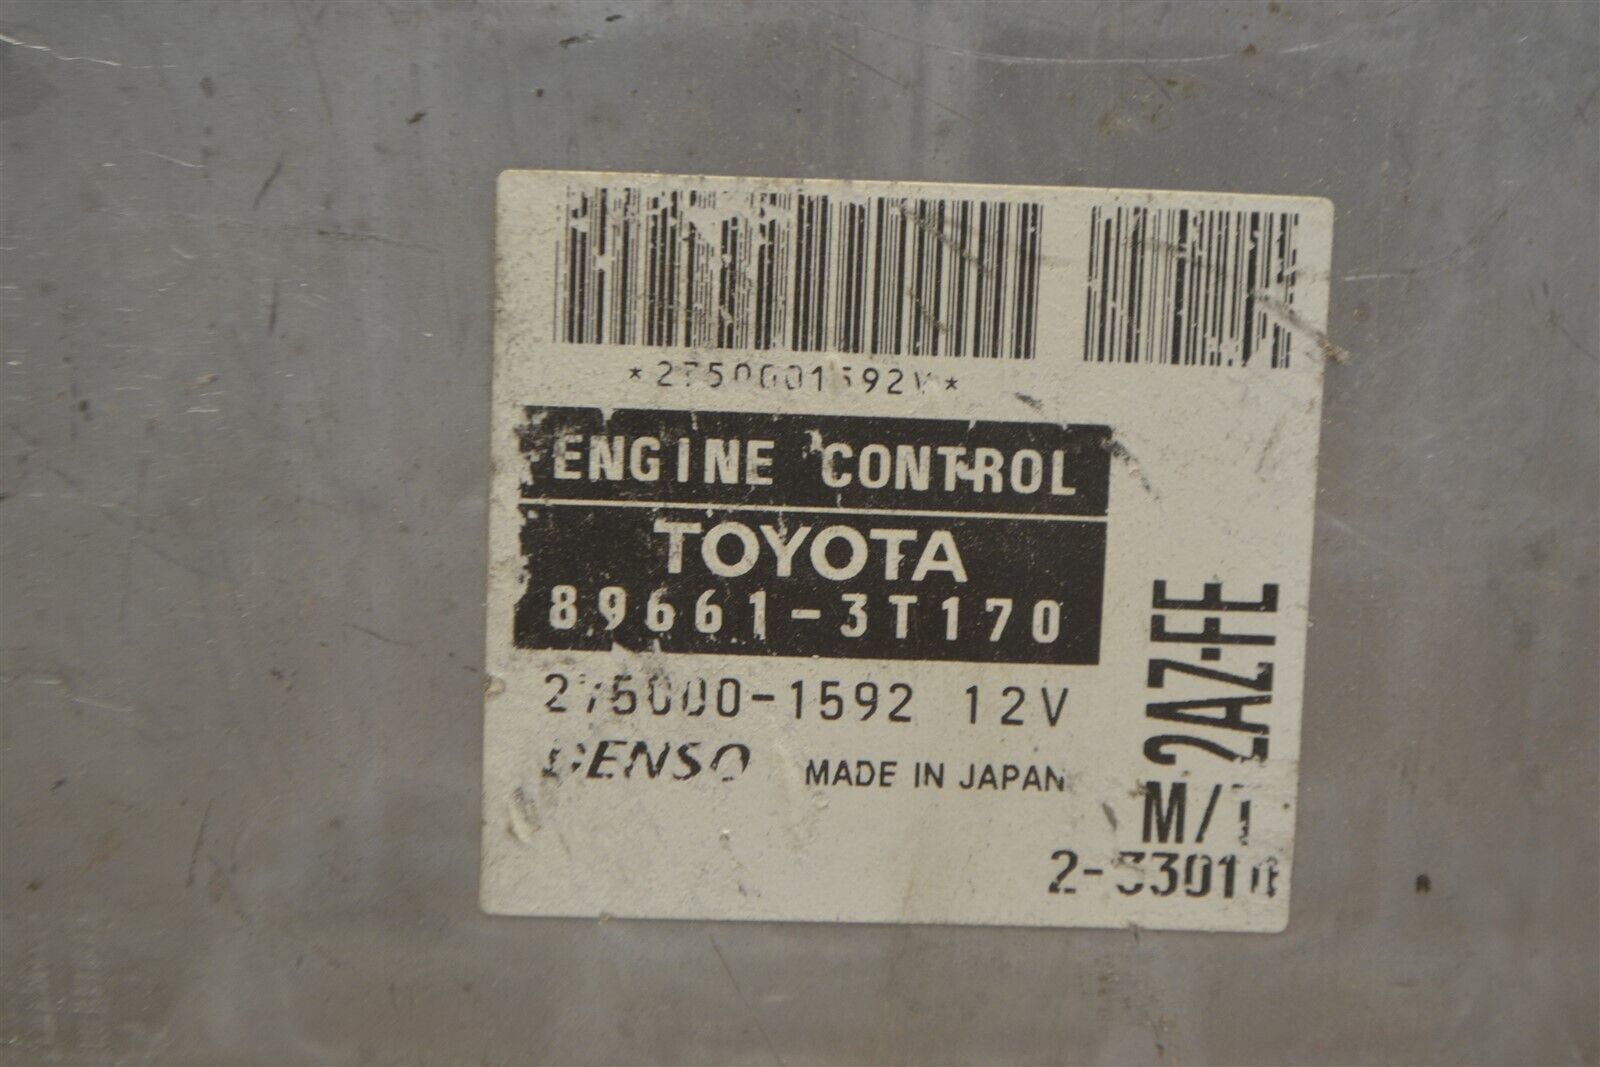 *2750001592V*
ENGINE CONTROL
TOYOTA
89661-3T170
275000-1592 12V
DENSO MADE IN JAPAN
2AZ-FE
M/T